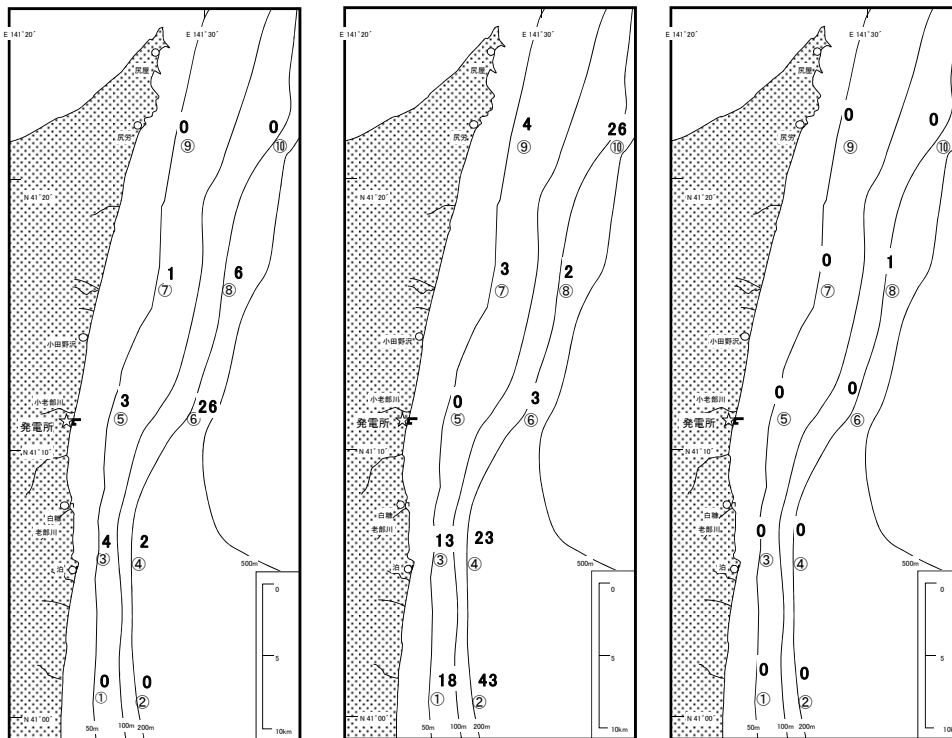 E 141°20′
E 141°30′
尻屋
尻労
0
0
⑨
⑩
N 41°20′
1
6
⑦
⑧
小田野沢
小老部川
3
26
⑤
⑥
発電所
N 41°10′
白糠
老部川
4
2
③
④
泊
500m
0
0
0
①
②
5
N 41°00′
50m
100m
200m
10km
E 141°20′
E 141°30′
尻屋
尻労
4
26
⑨
⑩
N 41°20′
3
2
⑦
⑧
小田野沢
小老部川
0
3
⑤
⑥
発電所
N 41°10′
白糠
老部川
13
23
③
④
泊
500m
0
18
43
①
②
5
N 41°00′
50m
100m
200m
10km
E 141°20′
E 141°30′
尻屋
尻労
0
0
⑨
⑩
N 41°20′
0
1
⑦
⑧
小田野沢
小老部川
0
0
⑤
⑥
発電所
N 41°10′
白糠
老部川
0
0
③
④
泊
500m
0
0
0
①
②
5
N 41°00′
50m
100m
200m
10km